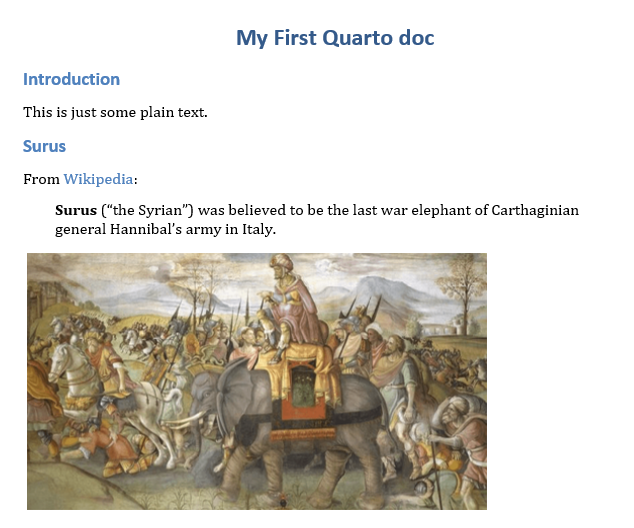 My First Quarto doc
Introduction
This is just some plain text.
Surus
From Wikipedia:
Surus (“the Syrian”) was believed to be the last war elephant of Carthaginian
general Hannibal’s army in Italy.